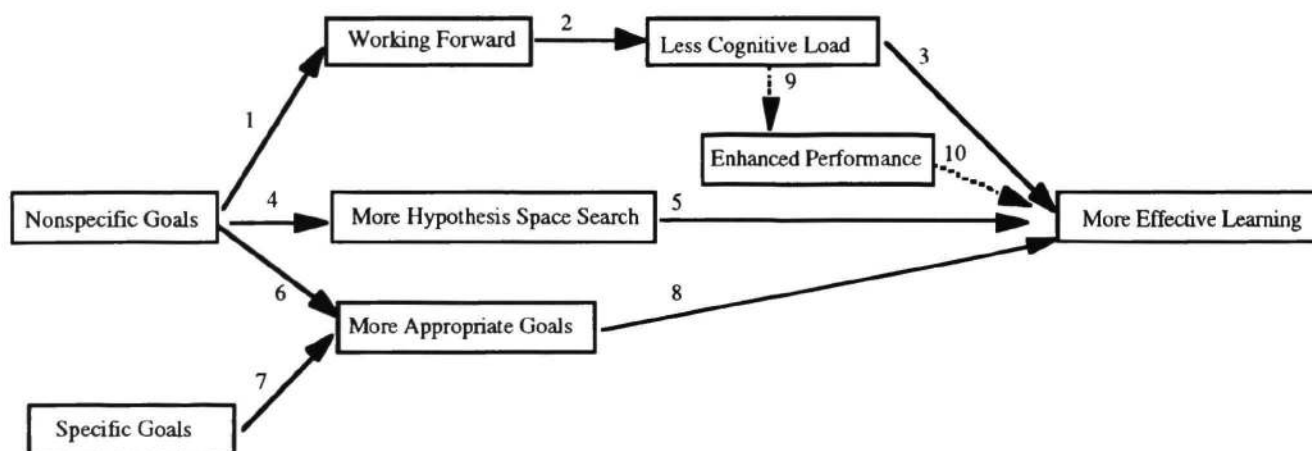 Working Forward
2
Less Cognitive Load
3
9
1
Enhanced Performance
10
Nonspecific Goals
4
More Hypothesis Space Search
5
More Effective Learning
6
More Appropriate Goals
8
7
Specific Goals